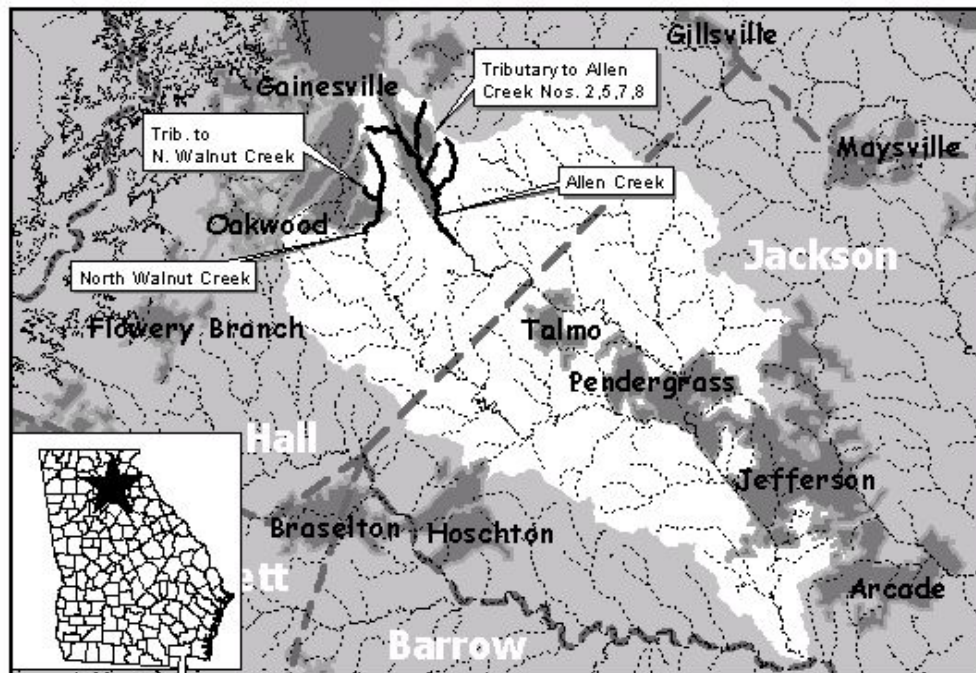 Gillsville
Gainesville
Tributary to Allen
Creek Nos. 2,5,7,8
Trib. to
N. Walnut Creek
Maysville
Allen Creek
Oakwood
Jackson
North Walnut Creek
Flowery Branch
Talmo
Pendergrass
Hall
Jefferson
Braselton
Hoschton
ett
Arcade
Barrow